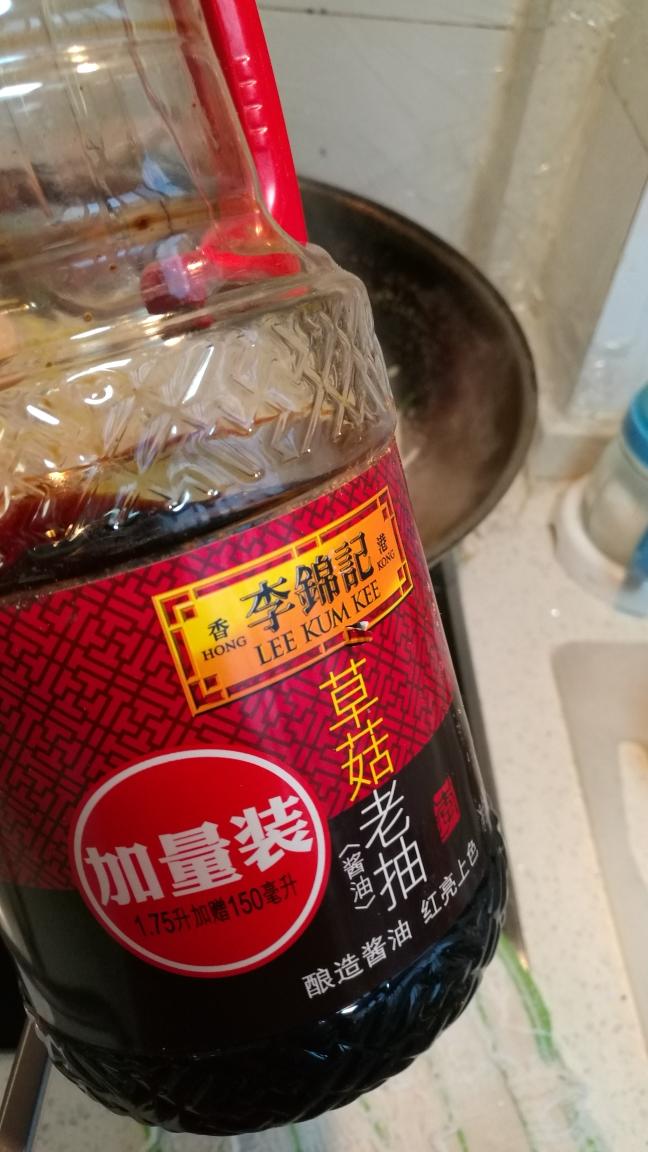 香 李錦記 港
HONG LEE KUM KEE KONG
草菇
老抽
(酱油)
加量装
1.75升加赠150毫升
酿造酱油 红亮上色